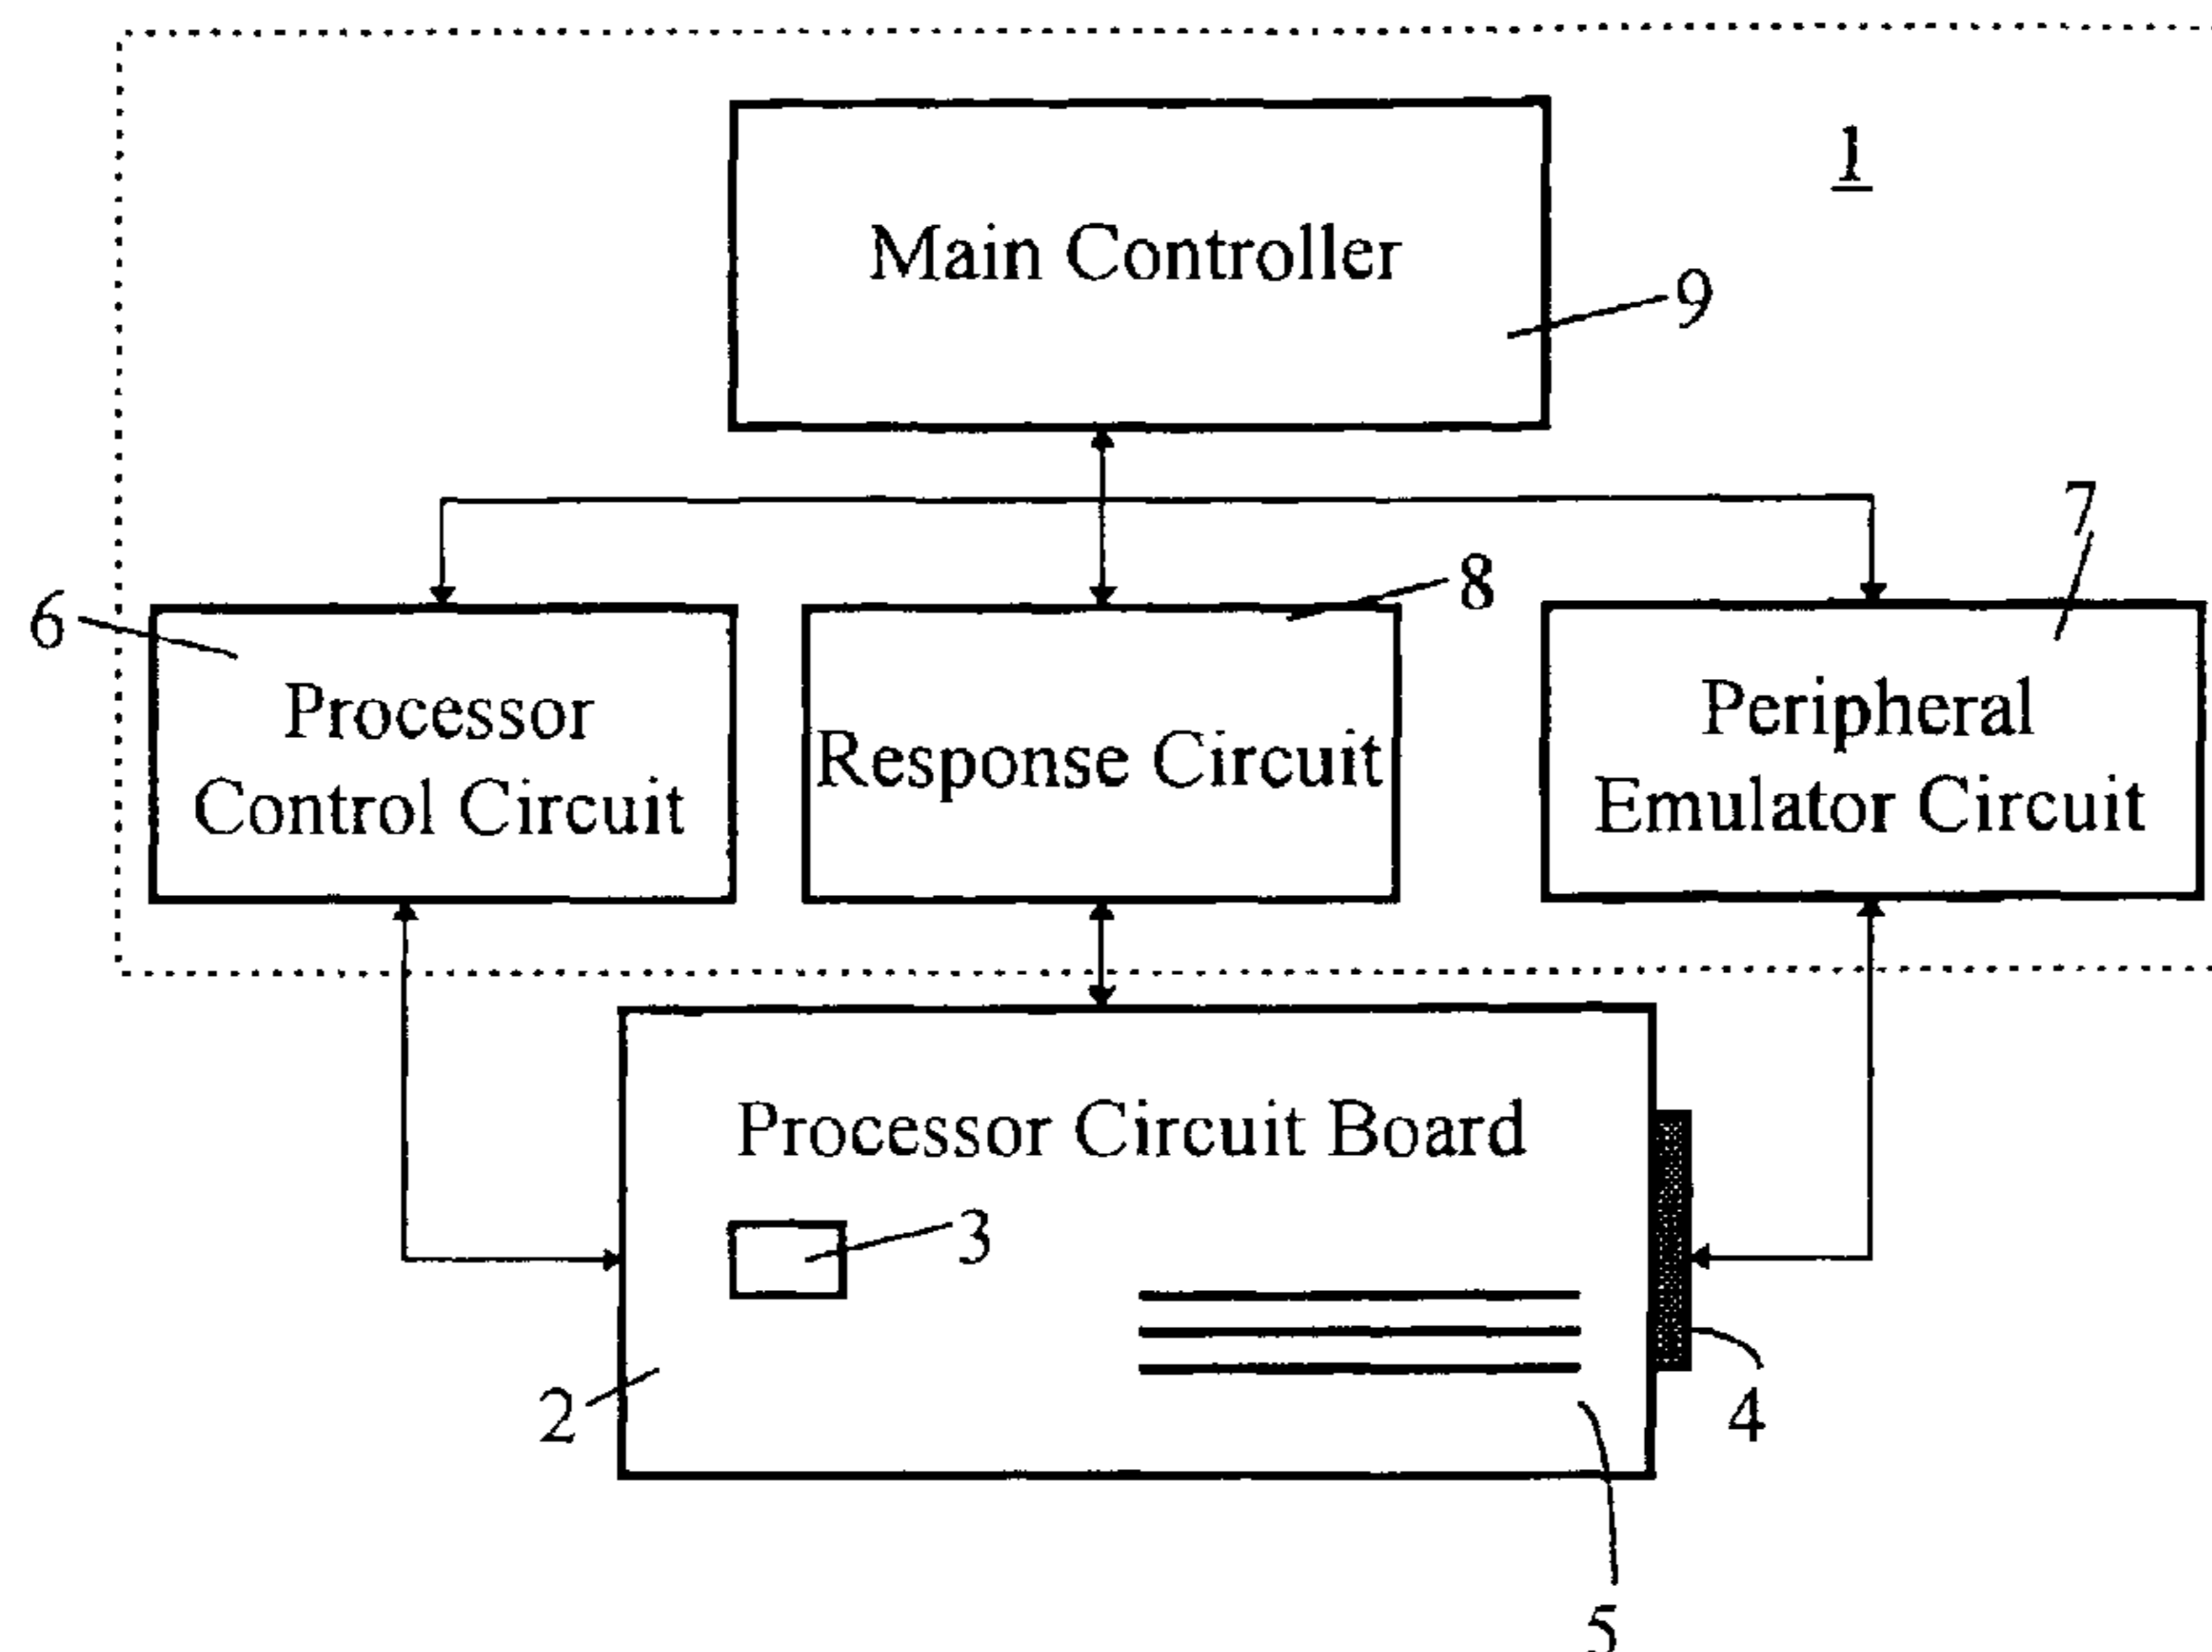 1
Main Controller
9
7
8
6
Processor
Control Circuit
Response Circuit
Peripheral
Emulator Circuit
Processor Circuit Board
3
2
4
5